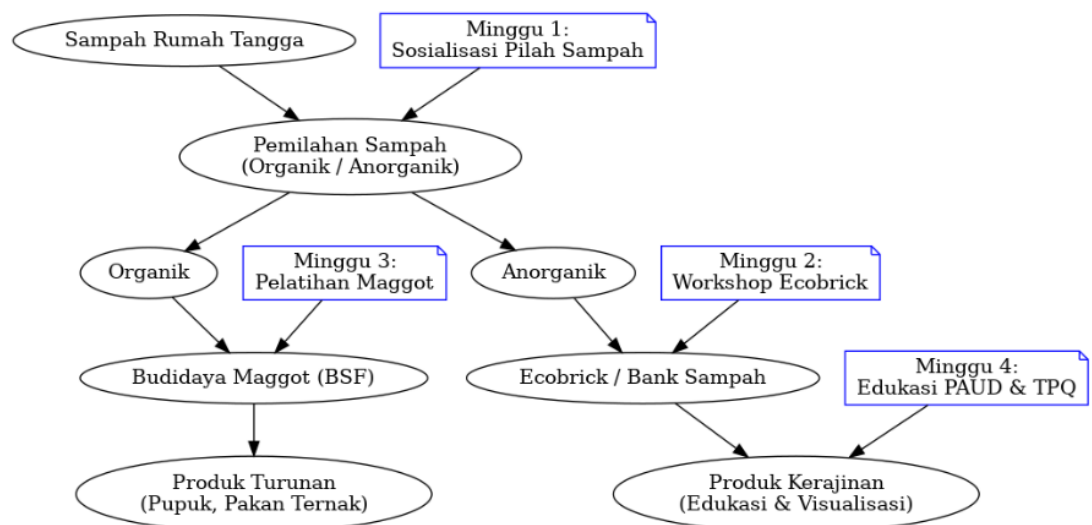 Sampah Rumah Tangga
Minggu 1:
Sosialisasi Pilah Sampah
Pemilahan Sampah
(Organik / Anorganik)
Organik
Minggu 3:
Pelatihan Maggot
Anorganik
Minggu 2:
Workshop Ecobrick
Budidaya Maggot (BSF)
Ecobrick / Bank Sampah
Minggu 4:
Edukasi PAUD & TPQ
Produk Turunan
(Pupuk, Pakan Ternak)
Produk Kerajinan
(Edukasi & Visualisasi)